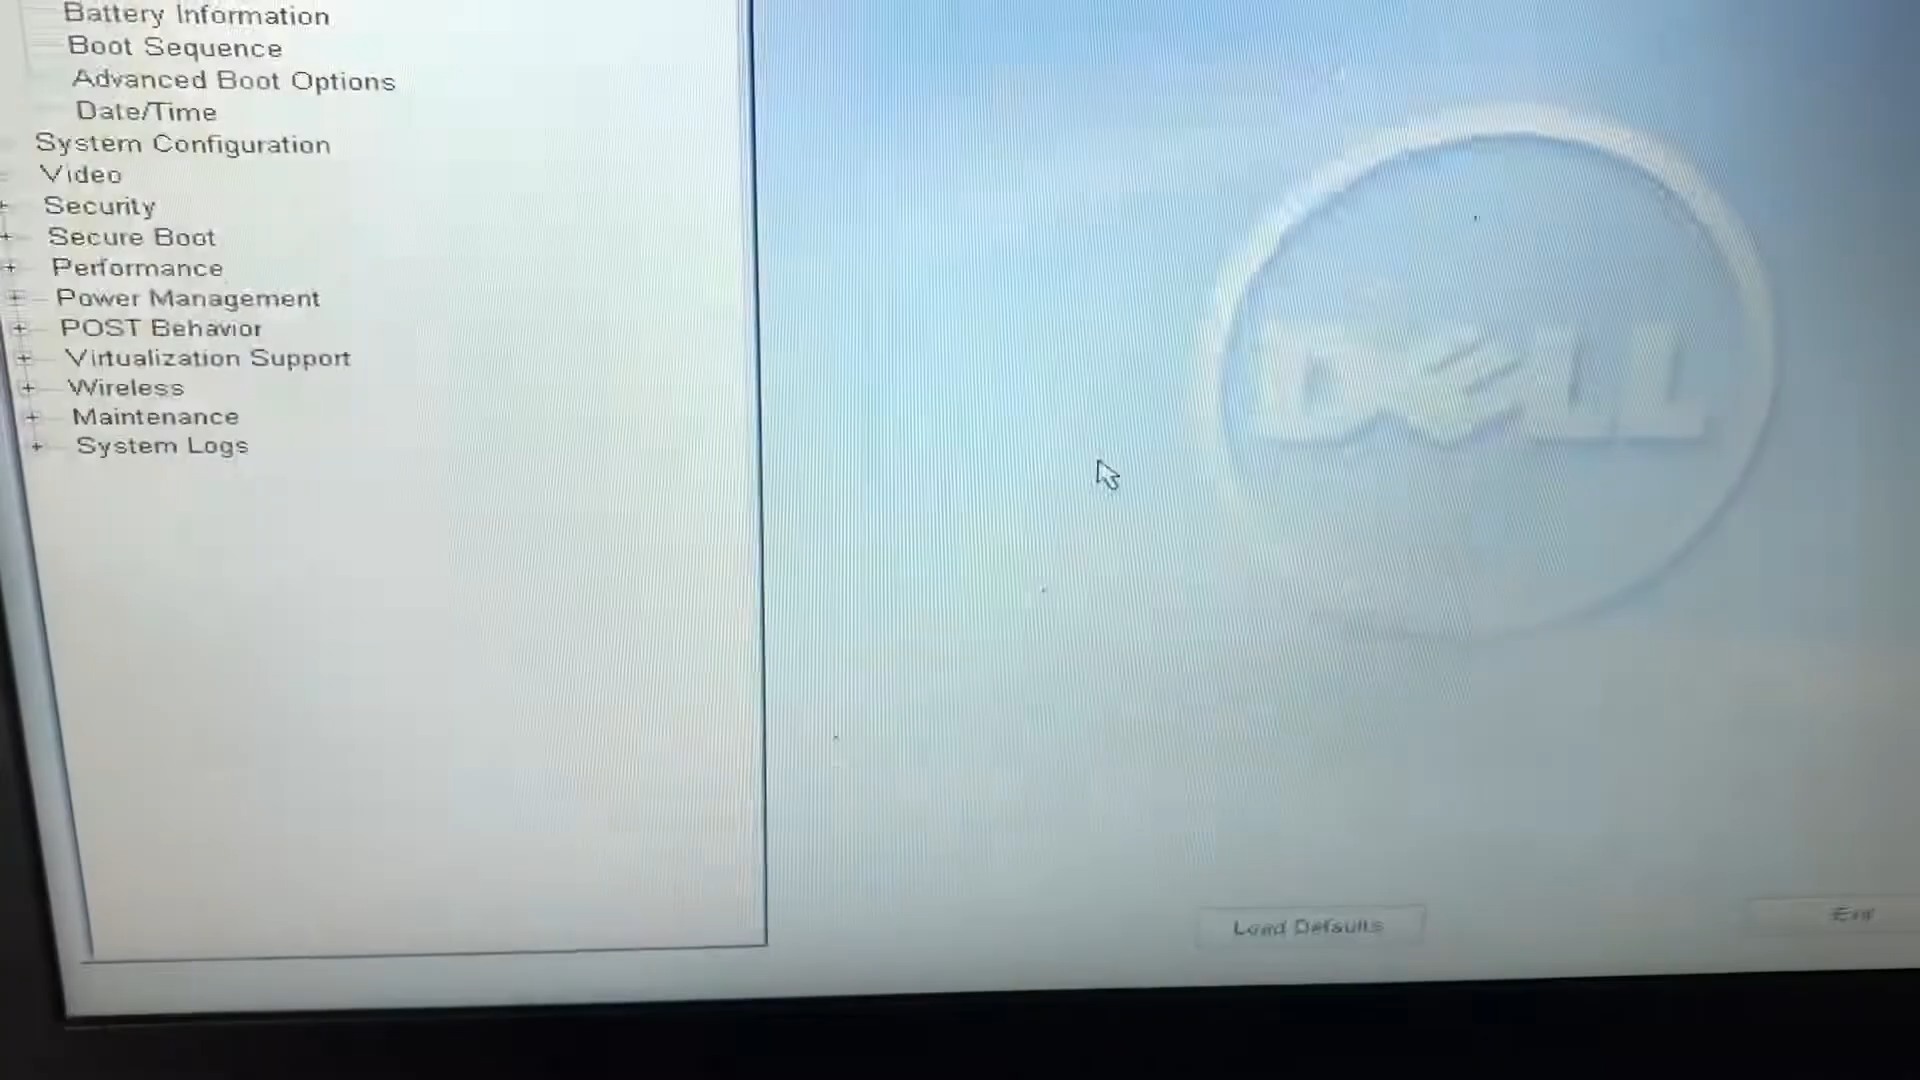 Battery Information
Boot Sequence
Advanced Boot Options
Date/Time
System Configuration
Video
Security
Secure Boot
Performance
Power Management
POST Behavior
Virtualization Support
Wireless
Maintenance
System Logs
DELL
Load Defaults
Exit